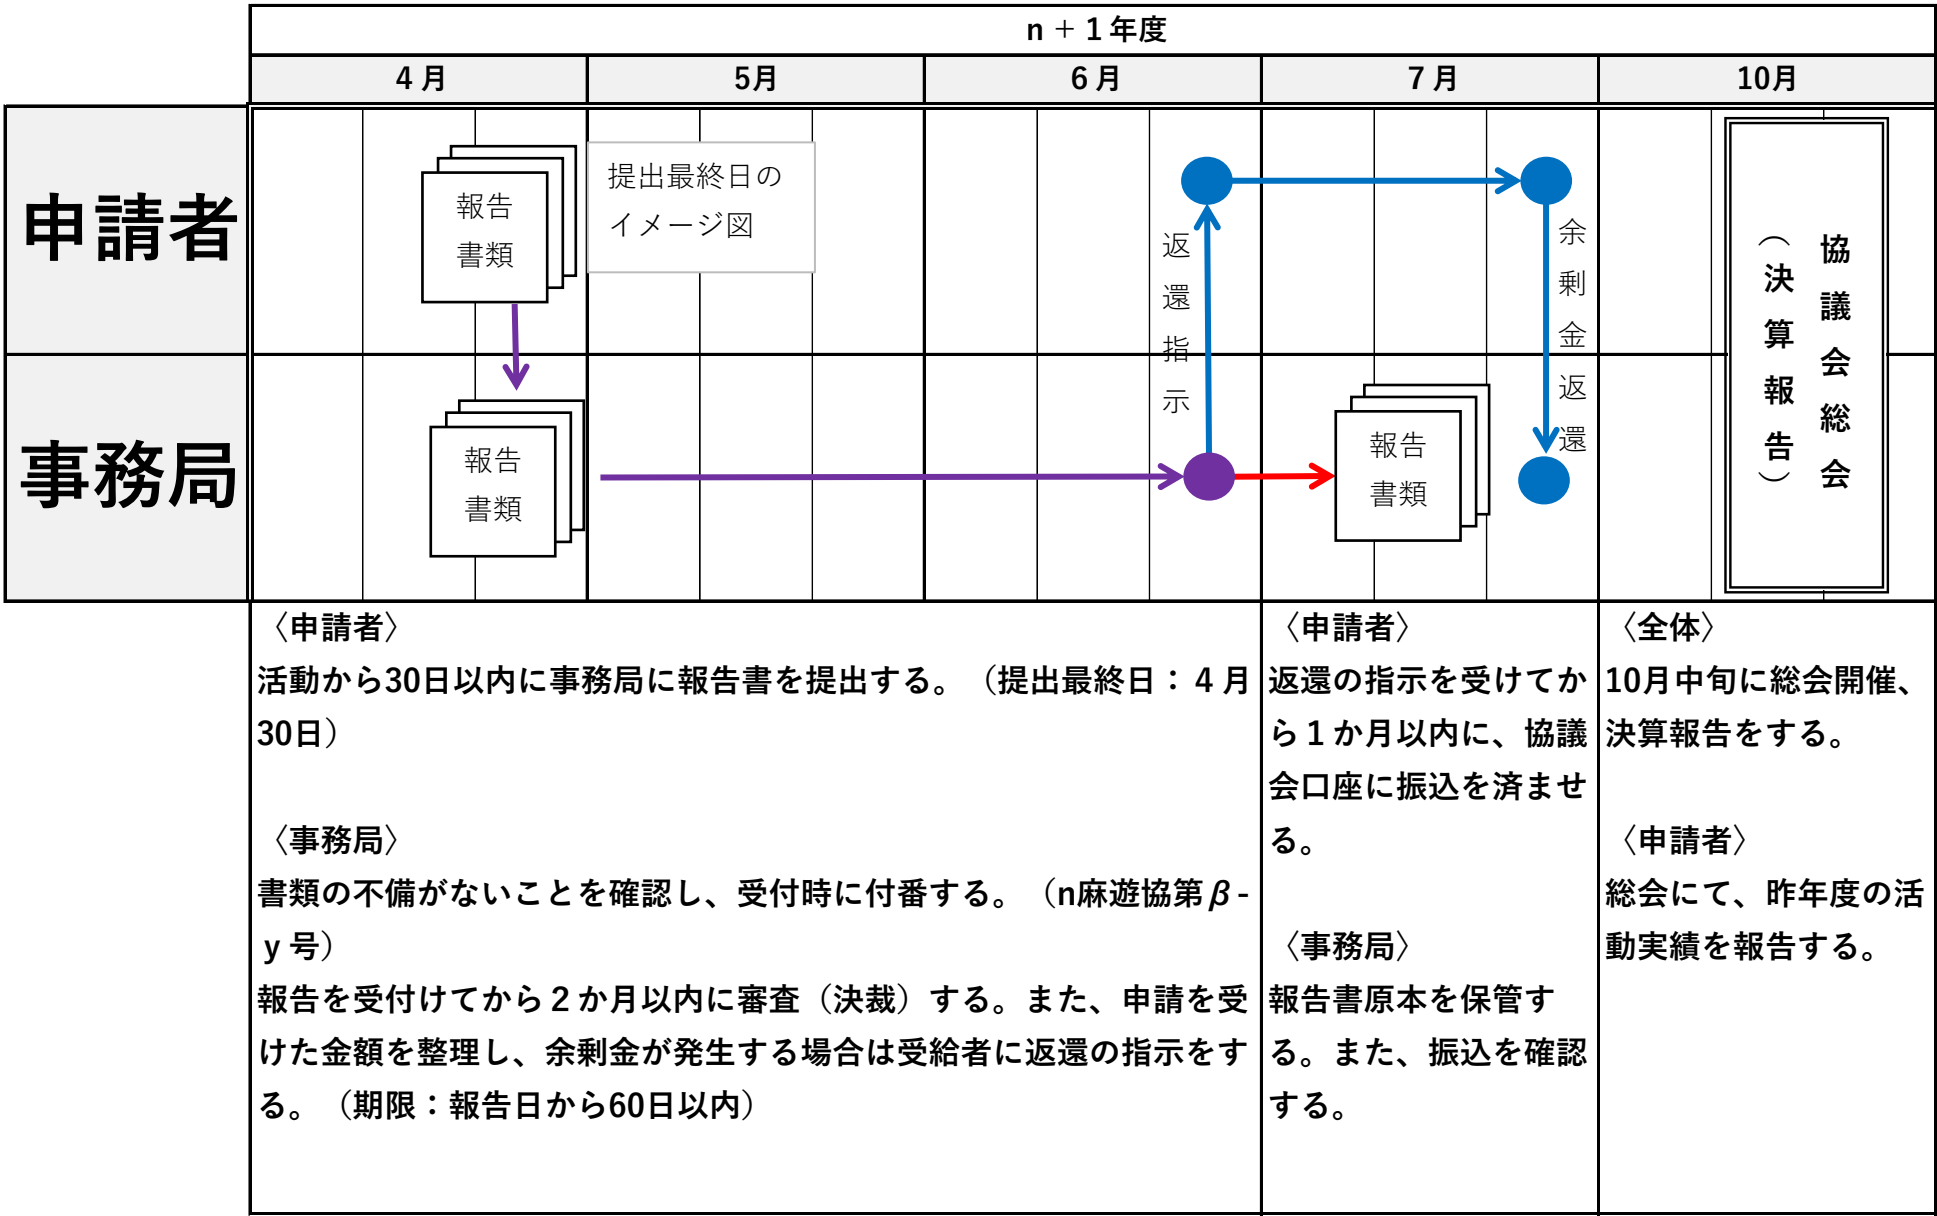 n + 1 年度
4 月
5月
6 月
7 月
10月
申請者
報告
書類
提出最終日の
イメージ図
返還指示
余剰金返還
協議会総会
（決算報告）
事務局
報告
書類
報告
書類
〈申請者〉
活動から30日以内に事務局に報告書を提出する。（提出最終日：４月
30日）
〈事務局〉
書類の不備がないことを確認し、受付時に付番する。（n麻遊協第β-
ｙ号）
報告を受付けてから２か月以内に審査（決裁）する。また、申請を受
けた金額を整理し、余剰金が発生する場合は受給者に返還の指示をす
る。（期限：報告日から60日以内）
〈申請者〉
返還の指示を受けてか
ら１か月以内に、協議
会口座に振込を済ませ
る。
〈事務局〉
報告書原本を保管す
る。また、振込を確認
する。
〈全体〉
10月中旬に総会開催、
決算報告をする。
〈申請者〉
総会にて、昨年度の活
動実績を報告する。